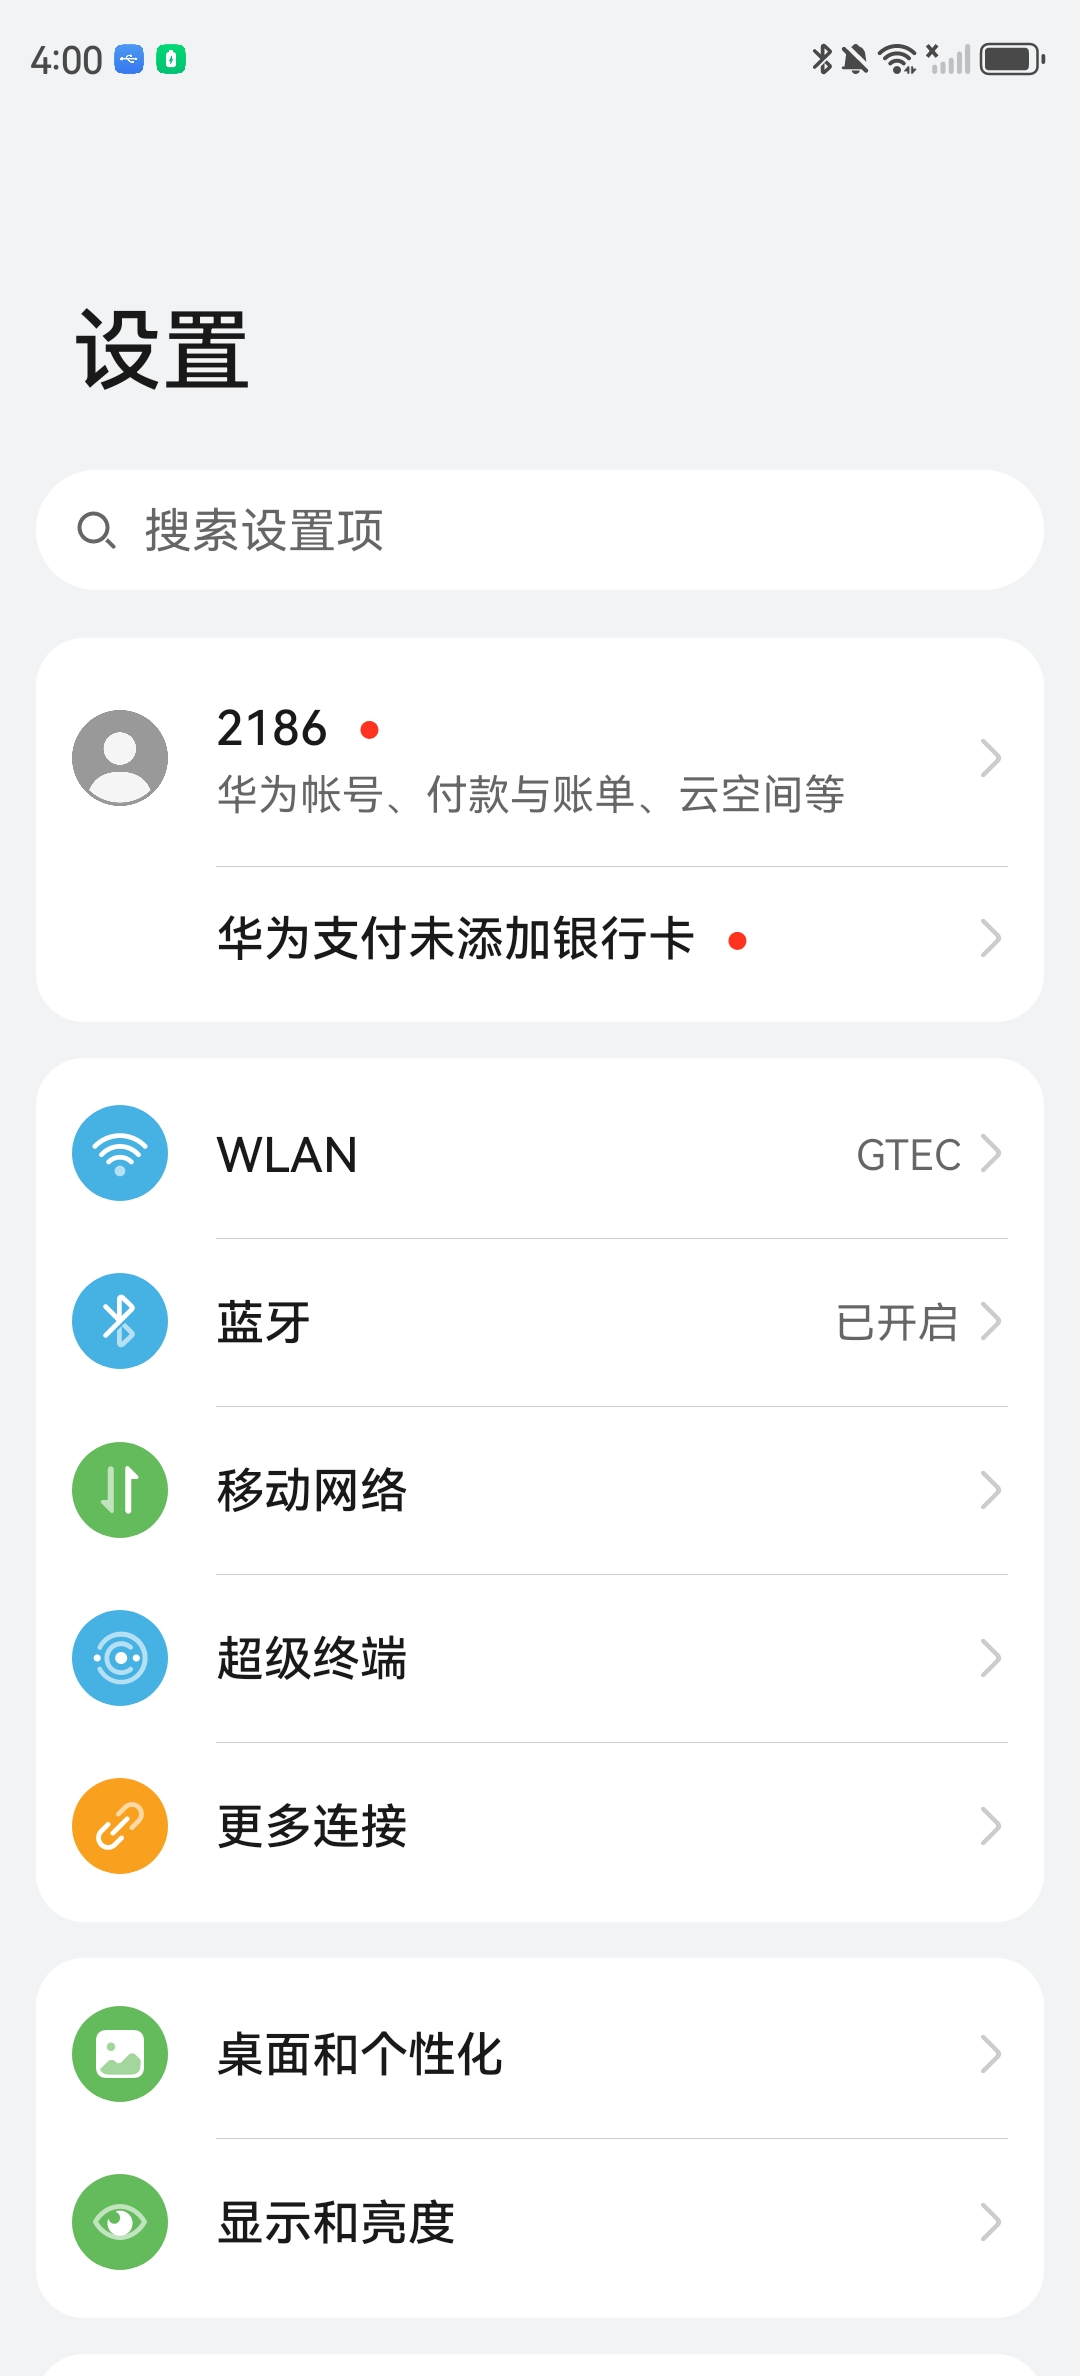 4:00
设置
搜索设置项
2186
华为帐号、付款与账单、云空间等
华为支付未添加银行卡
WLAN
GTEC
蓝牙
已开启
移动网络
超级终端
更多连接
桌面和个性化
显示和亮度